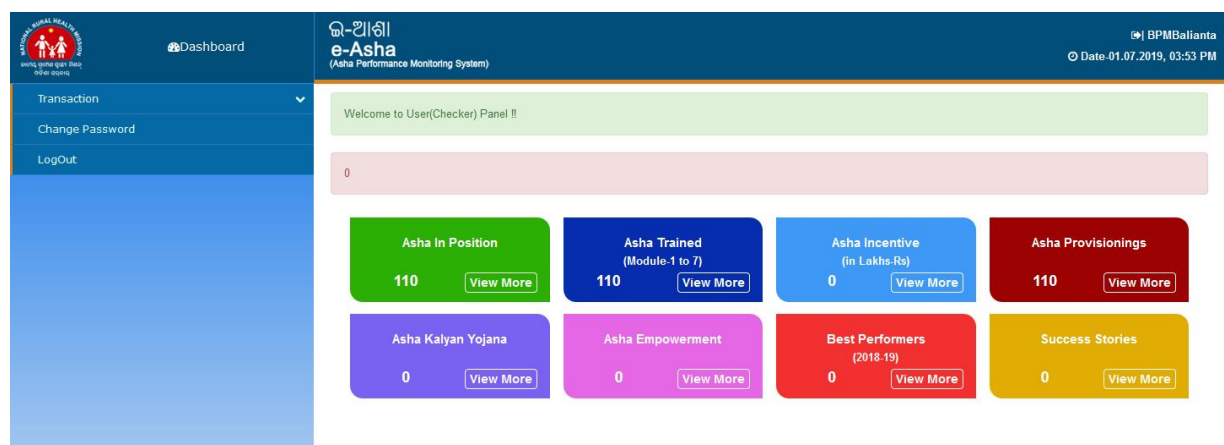 NATIONAL RURAL HEALTH MISSION
Dashboard
ଇ-ଆଶା
e-Asha
(Asha Performance Monitoring System)
| BPMBalianta
Date-01.07.2019, 03:53 PM
Transaction
Change Password
LogOut
Welcome to User(Checker) Panel !!
0
Asha In Position
110 View More
Asha Trained
(Module-1 to 7)
110 View More
Asha Incentive
(in Lakhs-Rs)
0 View More
Asha Provisionings
110 View More
Asha Kalyan Yojana
0 View More
Asha Empowerment
0 View More
Best Performers
(2018-19)
0 View More
Success Stories
0 View More